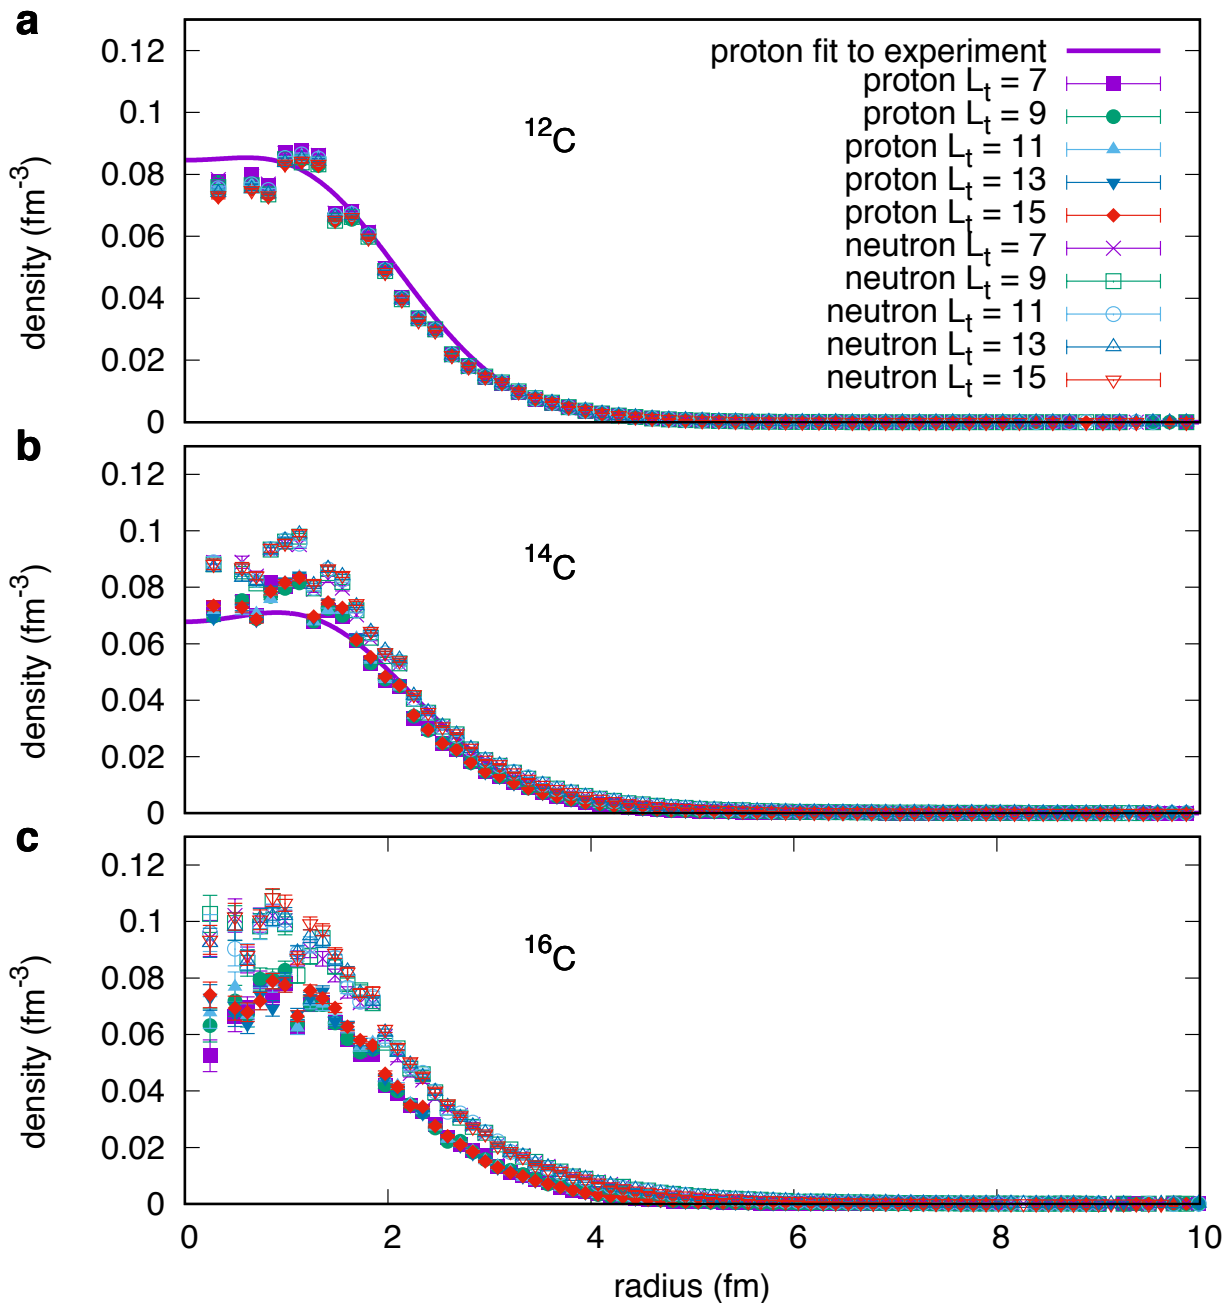 a
0.12
0.1
0.08
0.06
0.04
0.02
0
density (fm⁻³)
¹²C
proton fit to experiment
proton Lₜ = 7
proton Lₜ = 9
proton Lₜ = 11
proton Lₜ = 13
proton Lₜ = 15
neutron Lₜ = 7
neutron Lₜ = 9
neutron Lₜ = 11
neutron Lₜ = 13
neutron Lₜ = 15
b
0.12
0.1
0.08
0.06
0.04
0.02
0
density (fm⁻³)
¹⁴C
c
0.12
0.1
0.08
0.06
0.04
0.02
0
density (fm⁻³)
¹⁶C
0 2 4 6 8 10
radius (fm)